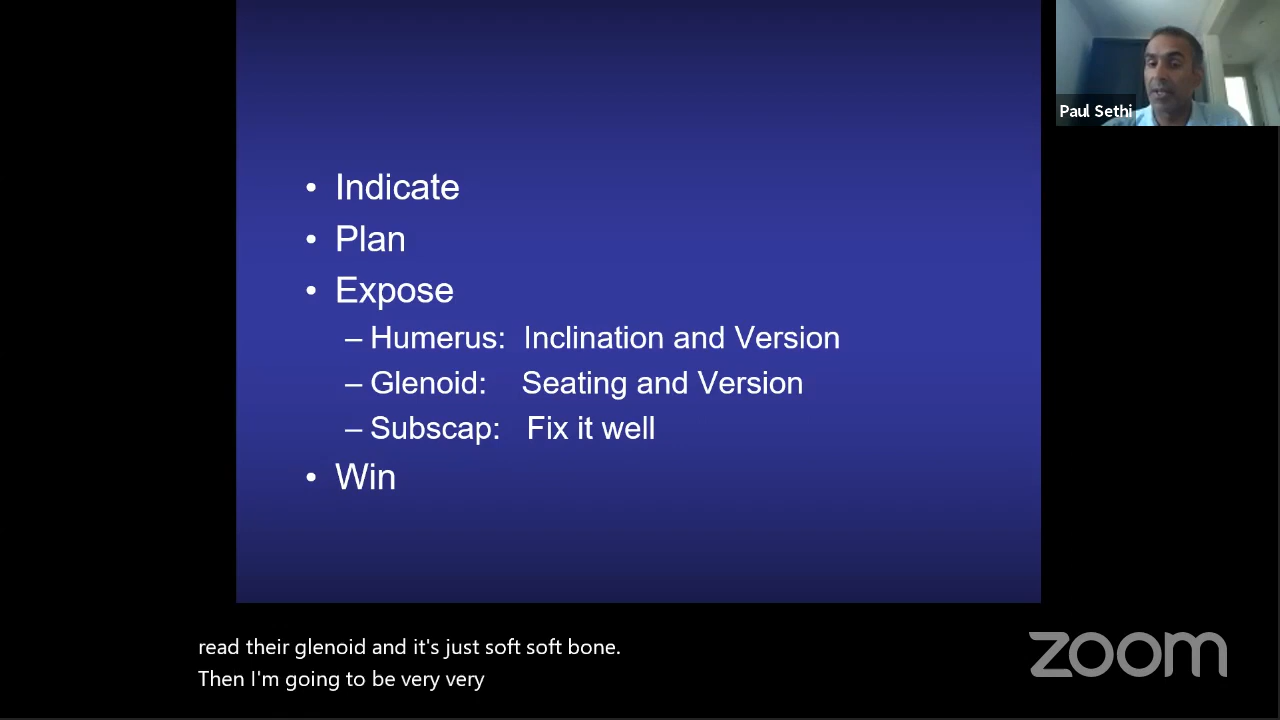 Paul Sethi
• Indicate
• Plan
• Expose
– Humerus: Inclination and Version
– Glenoid: Seating and Version
– Subscap: Fix it well
• Win
read their glenoid and it's just soft soft bone.
Then I'm going to be very very
zoom